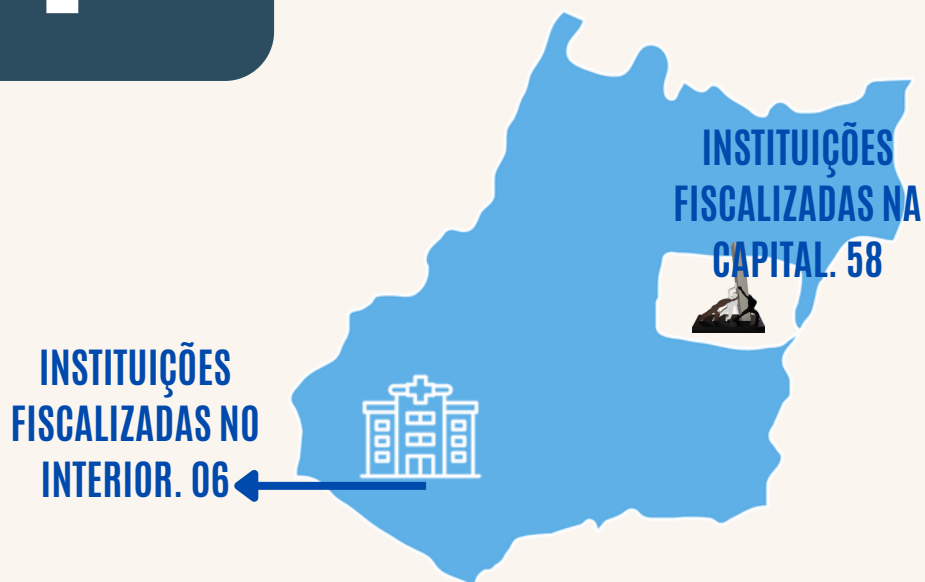 INSTITUIÇÕES
FISCALIZADAS NA
CAPITAL. 58
INSTITUIÇÕES
FISCALIZADAS NO
INTERIOR. 06